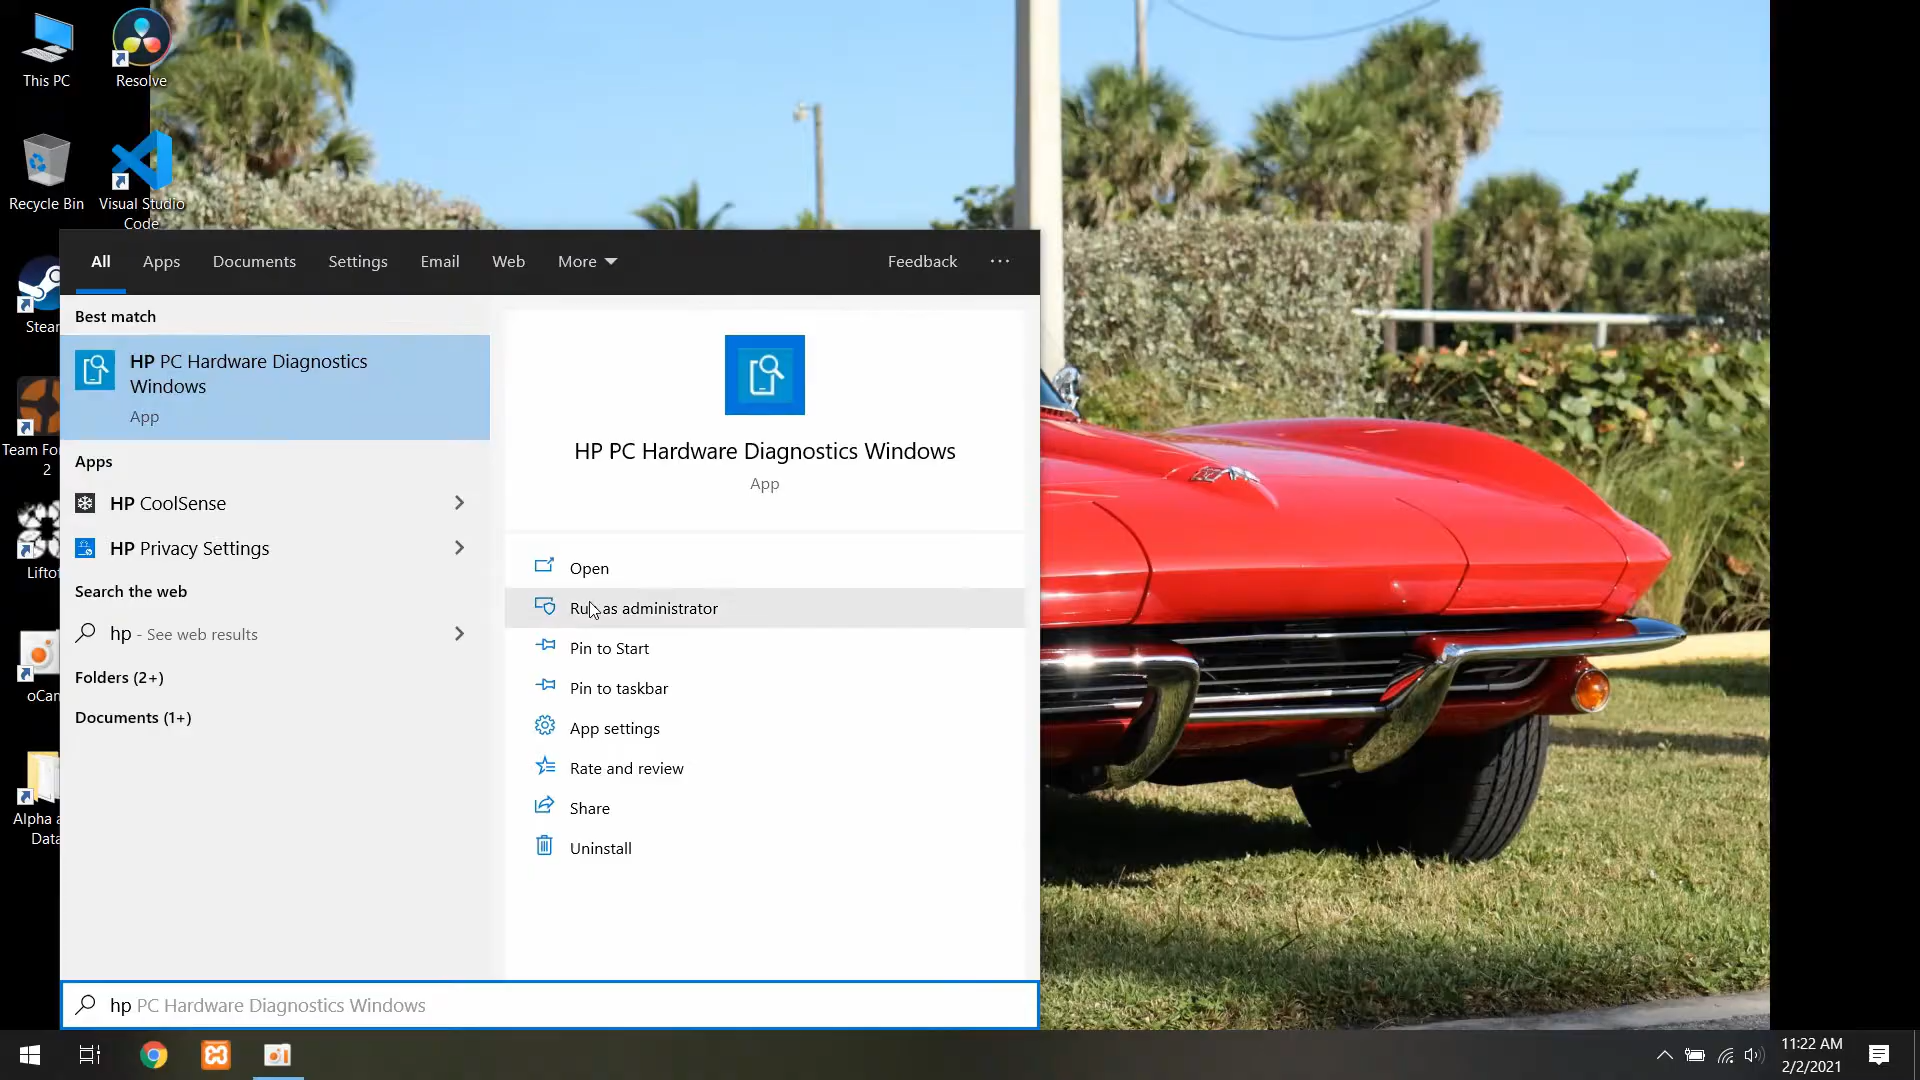 This PC
Resolve
Recycle Bin
Visual Studio
Code
All
Apps
Documents
Settings
Email
Web
More
Feedback
Best match
HP PC Hardware Diagnostics
Windows
App
Apps
HP CoolSense
HP Privacy Settings
Search the web
hp - See web results
Folders (2+)
Documents (1+)
HP PC Hardware Diagnostics Windows
App
Open
Run as administrator
Pin to Start
Pin to taskbar
App settings
Rate and review
Share
Uninstall
Stear
Team Fo
2
Liftof
oCam
Alpha a
Data
hp PC Hardware Diagnostics Windows
11:22 AM
2/2/2021